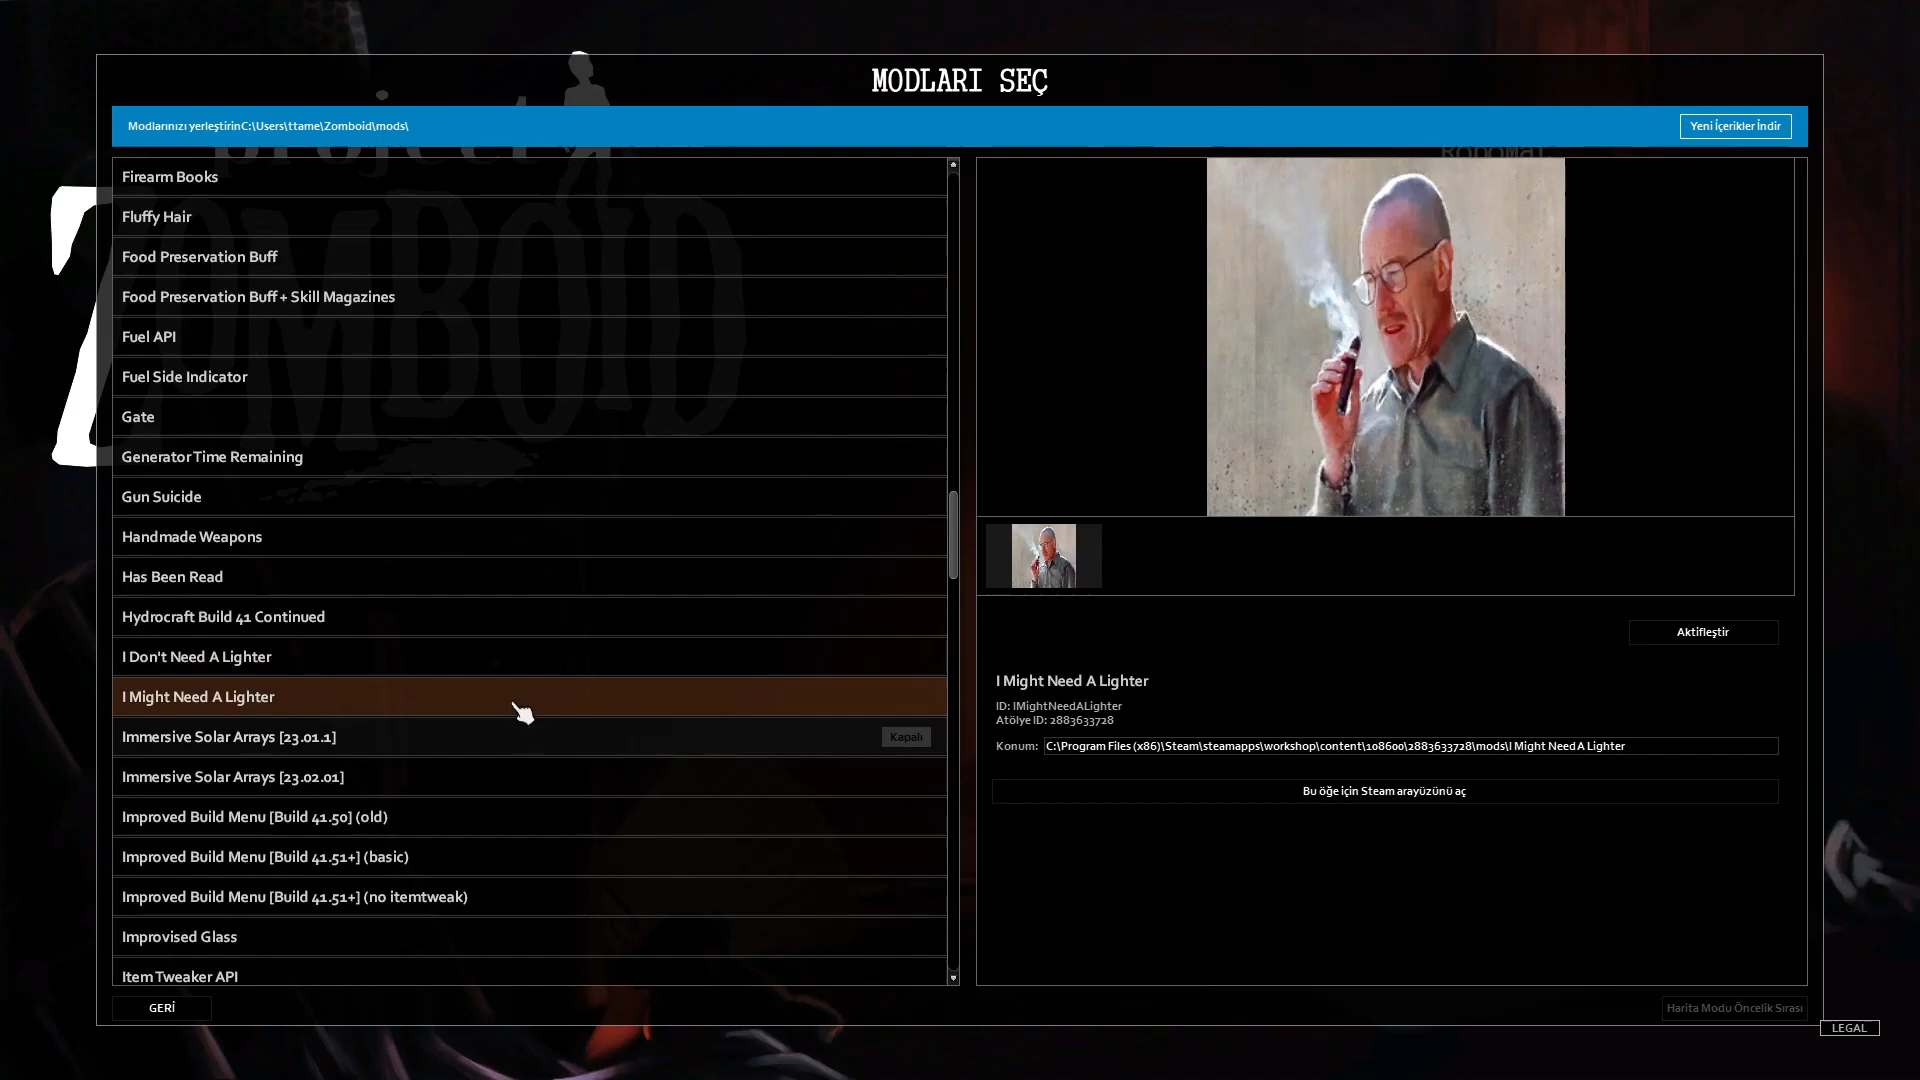 MODLARI SEÇ
Modlarınızı yerleştirinC:\Users\ttame\Zomboid\mods\
Yeni İçerikler İndir
project
ZOMBOID
Firearm Books
Fluffy Hair
Food Preservation Buff
Food Preservation Buff + Skill Magazines
Fuel API
Fuel Side Indicator
Gate
Generator Time Remaining
Gun Suicide
Handmade Weapons
Has Been Read
Hydrocraft Build 41 Continued
I Don't Need A Lighter
I Might Need A Lighter
Immersive Solar Arrays [23.01.1]
Kapalı
Immersive Solar Arrays [23.02.01]
Improved Build Menu [Build 41.50] (old)
Improved Build Menu [Build 41.51+] (basic)
Improved Build Menu [Build 41.51+] (no itemtweak)
Improvised Glass
Item Tweaker API
Aktifleştir
I Might Need A Lighter
ID: IMightNeedALighter
Atölye ID: 2883633728
Konum: C:\Program Files (x86)\Steam\steamapps\workshop\content\108600\2883633728\mods\I Might Need A Lighter
Bu öğe için Steam arayüzünü aç
GERİ
Harita Modu Öncelik Sırası
LEGAL